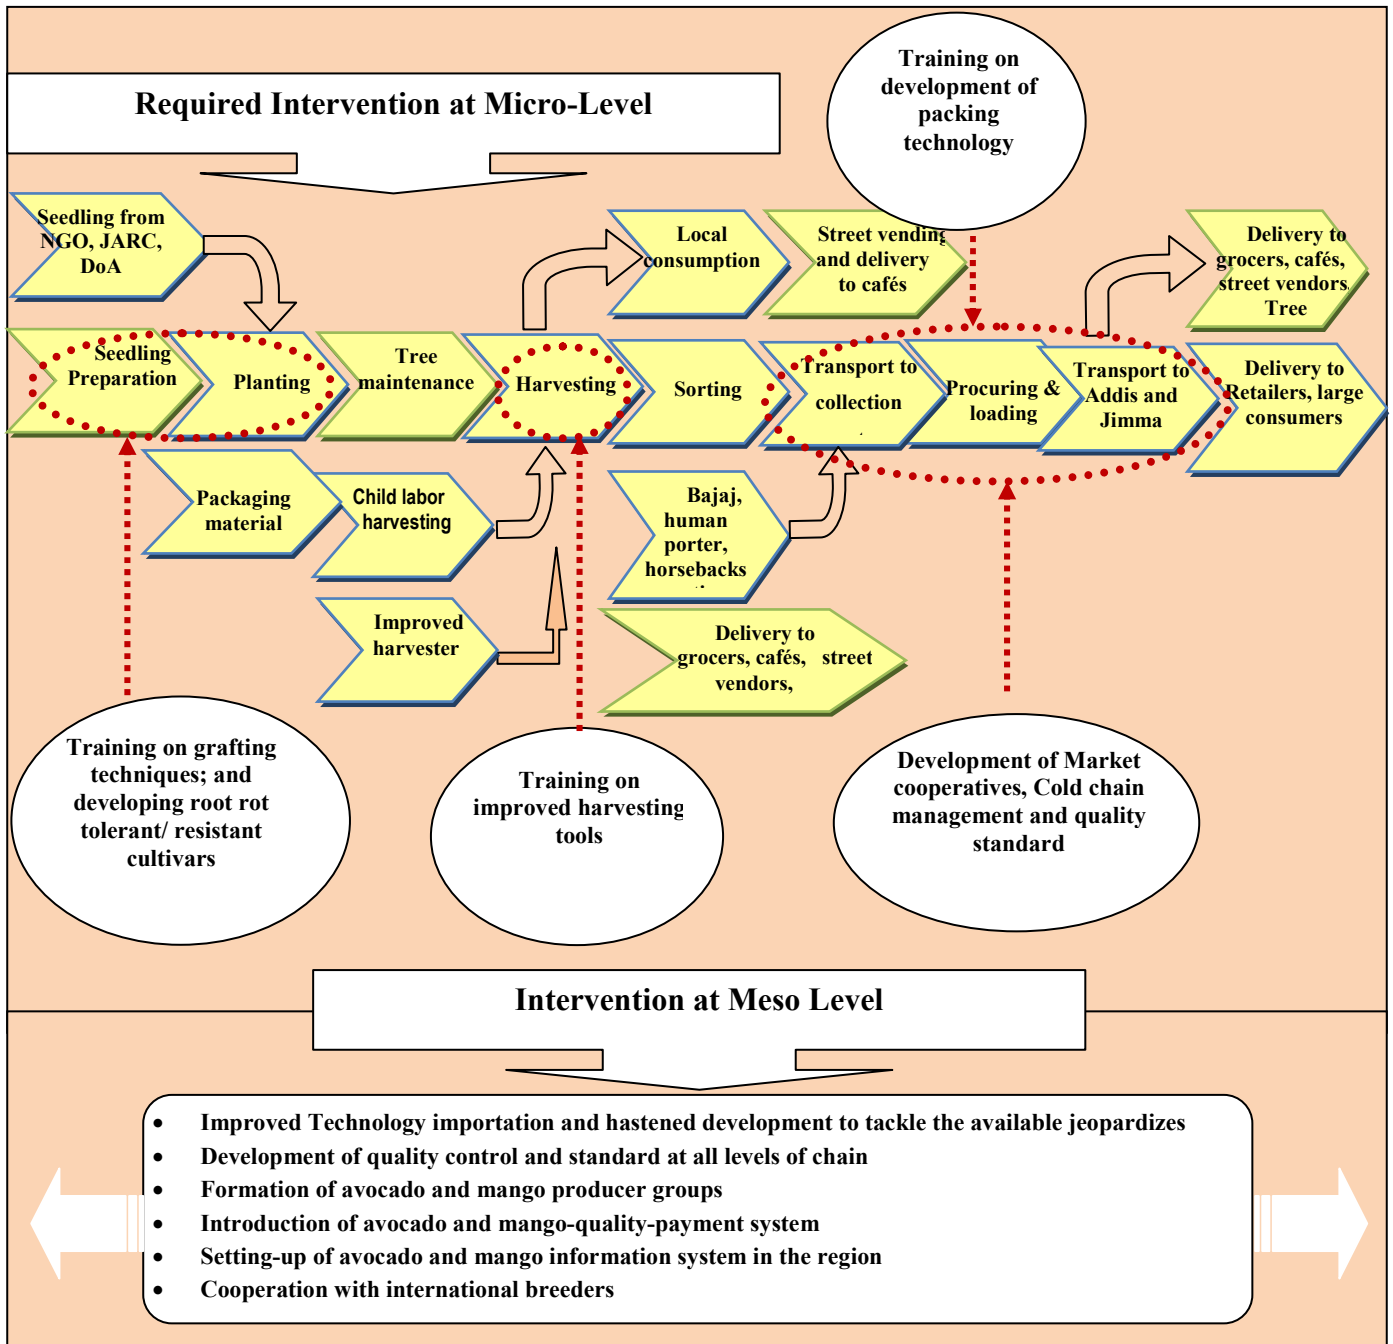 Training on
development of
packing
technology
Required Intervention at Micro-Level
Seedling from
NGO, JARC,
DoA
Local
consumption
Street vending
and delivery
to cafés
Delivery to
grocers, cafés,
street vendors,
Tree
Seedling
Preparation
Planting
Tree
maintenance
Harvesting
Sorting
Transport to
collection
Procuring &
loading
Transport to
Addis and
Jimma
Delivery to
Retailers, large
consumers
Packaging
material
Child labor
harvesting
Bajaj,
human
porter,
horsebacks
Improved
harvester
Delivery to
grocers, cafés, street
vendors,
Training on grafting
techniques; and
developing root rot
tolerant/ resistant
cultivars
Training on
improved harvesting
tools
Development of Market
cooperatives, Cold chain
management and quality
standard
Intervention at Meso Level
• Improved Technology importation and hastened development to tackle the available jeopardizes
• Development of quality control and standard at all levels of chain
• Formation of avocado and mango producer groups
• Introduction of avocado and mango-quality-payment system
• Setting-up of avocado and mango information system in the region
• Cooperation with international breeders